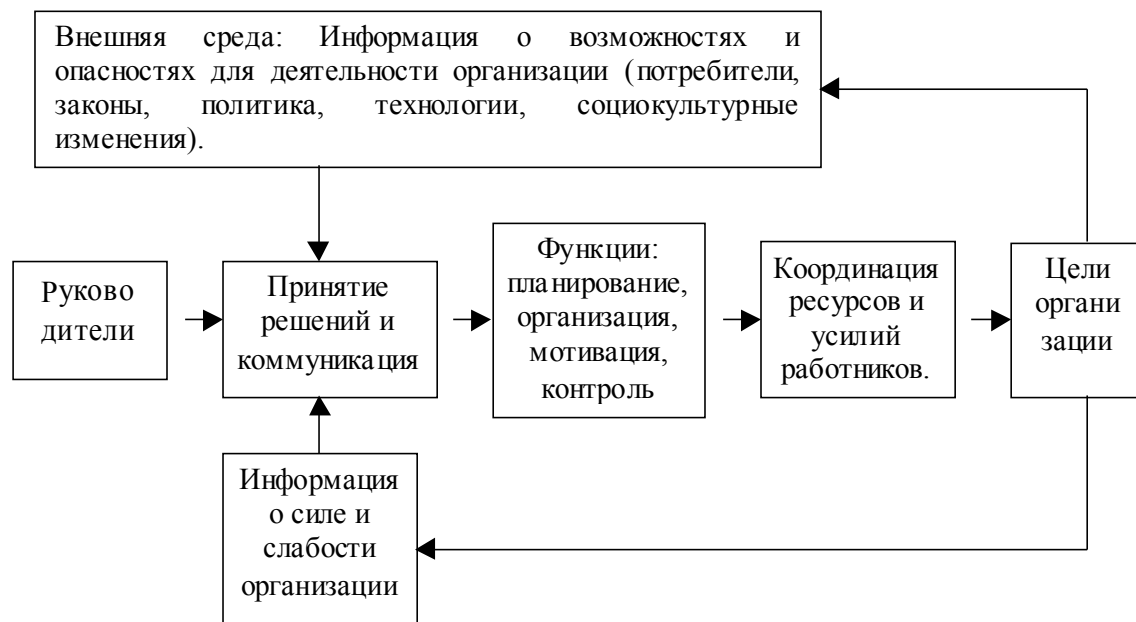 Внешняя среда: Информация о возможностях и
опасностях для деятельности организации (потребители,
законы, политика, технологии, социокультурные
изменения).
Руково
дители
Принятие
решений и
коммуникация
Функции:
планирование,
организация,
мотивация,
контроль
Координация
ресурсов и
усилий
работников.
Цели
органи
зации
Информация
о силе и
слабости
организации